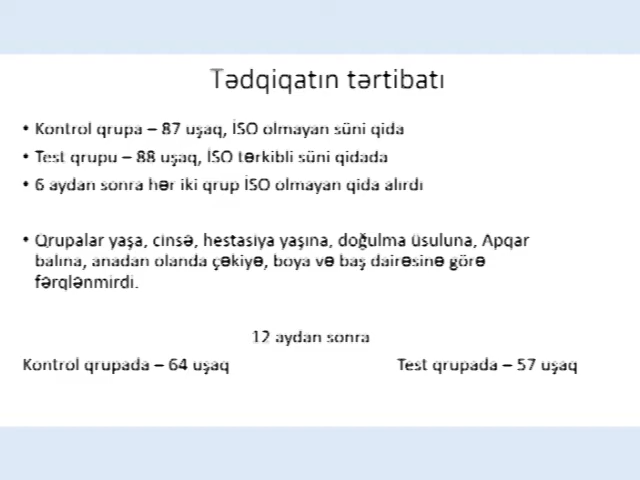 Tədqiqatın tərtibatı
• Kontrol qrupa – 87 uşaq, İSO olmayan süni qida
• Test qrupu – 88 uşaq, İSO tərkibli süni qidada
• 6 aydan sonra hər iki qrup İSO olmayan qida alırdı
• Qrupalar yaşa, cinsə, hestasiya yaşına, doğulma üsuluna, Apqar
balına, anadan olanda çəkiyə, boya və baş dairəsinə görə
fərqlənmirdi.
12 aydan sonra
Kontrol qrupada – 64 uşaq Test qrupada – 57 uşaq